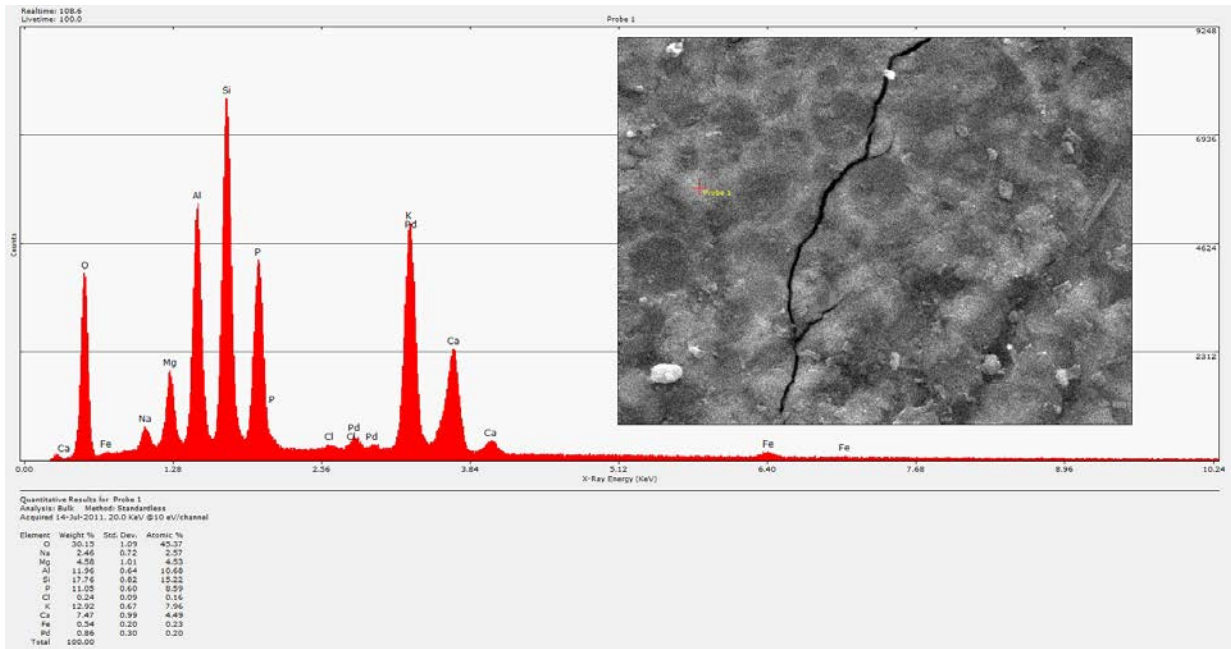 Realtime: 108.6
Livetime: 100.0
Probe 1
9248
Si
6936
Al
Probe 1
K
Pd
P
4624
Counts
O
Ca
2312
Mg
P
Na
Pd
Ca
Fe
Cl
Cl
Pd
Ca
Fe
Fe
0.00 1.28 2.56 3.84 5.12 6.40 7.68 8.96 10.24
X-Ray Energy (KeV)
Quantitative Results for Probe 1
Analysis: Bulk Method: Standardless
Acquired 14-Jul-2011, 20.0 KeV @10 eV/channel
Element Weight % Std. Dev. Atomic %
O 30.15 1.09 45.37
Na 2.46 0.72 2.57
Mg 4.58 1.01 4.53
Al 11.96 0.64 10.68
Si 17.76 0.82 15.22
P 11.05 0.60 8.59
Cl 0.24 0.09 0.16
K 12.92 0.67 7.96
Ca 7.47 0.99 4.49
Fe 0.54 0.20 0.23
Pd 0.86 0.30 0.20
Total 100.00